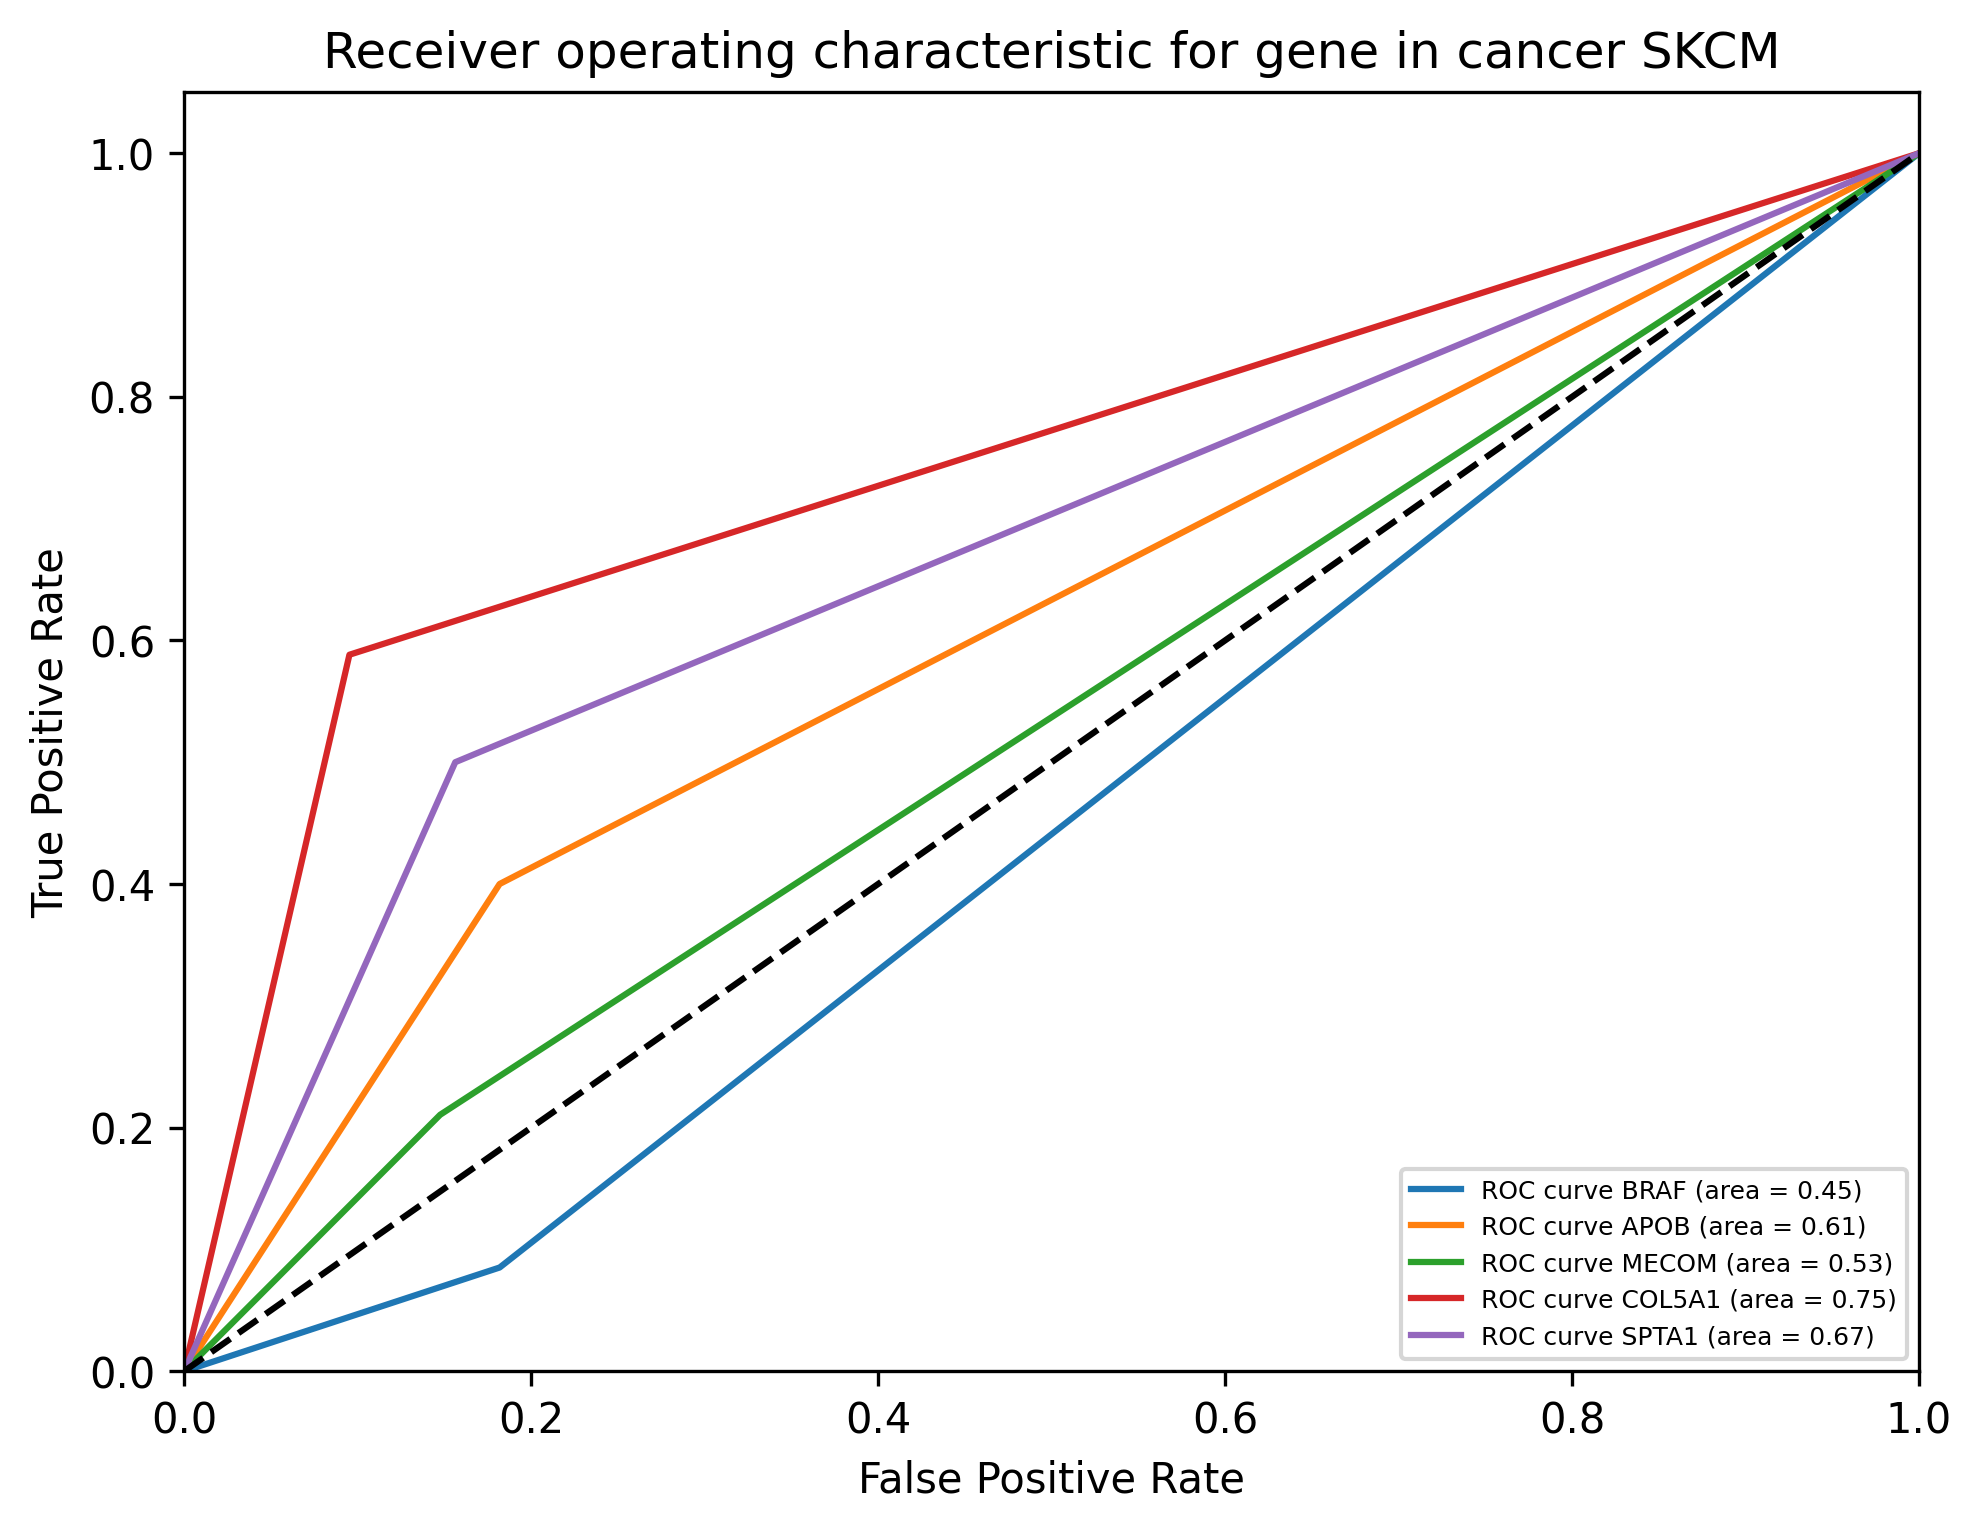 Receiver operating characteristic for gene in cancer SKCM
True Positive Rate
1.0
0.8
0.6
0.4
0.2
0.0
0.0 0.2 0.4 0.6 0.8 1.0
False Positive Rate
ROC curve BRAF (area = 0.45)
ROC curve APOB (area = 0.61)
ROC curve MECOM (area = 0.53)
ROC curve COL5A1 (area = 0.75)
ROC curve SPTA1 (area = 0.67)